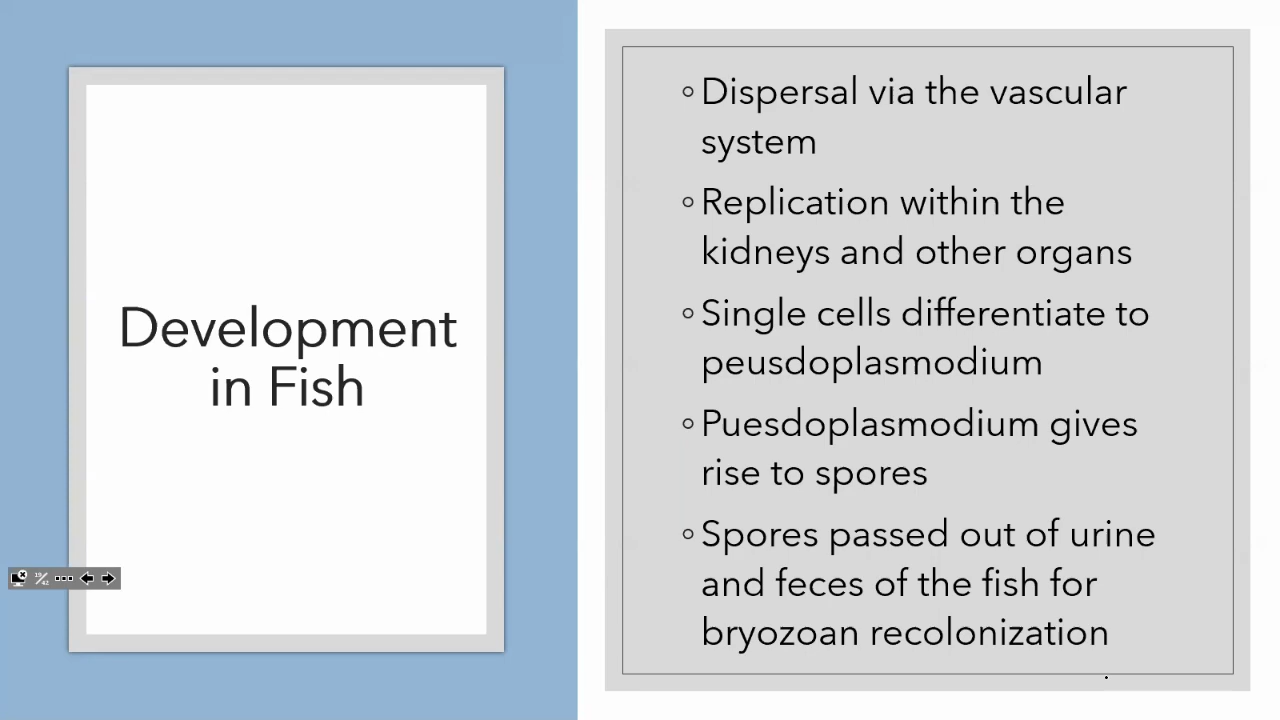 Development
in Fish
◦Dispersal via the vascular
system
◦Replication within the
kidneys and other organs
◦Single cells differentiate to
peusdoplasmodium
◦Puesdoplasmodium gives
rise to spores
◦Spores passed out of urine
and feces of the fish for
bryozoan recolonization
19/42